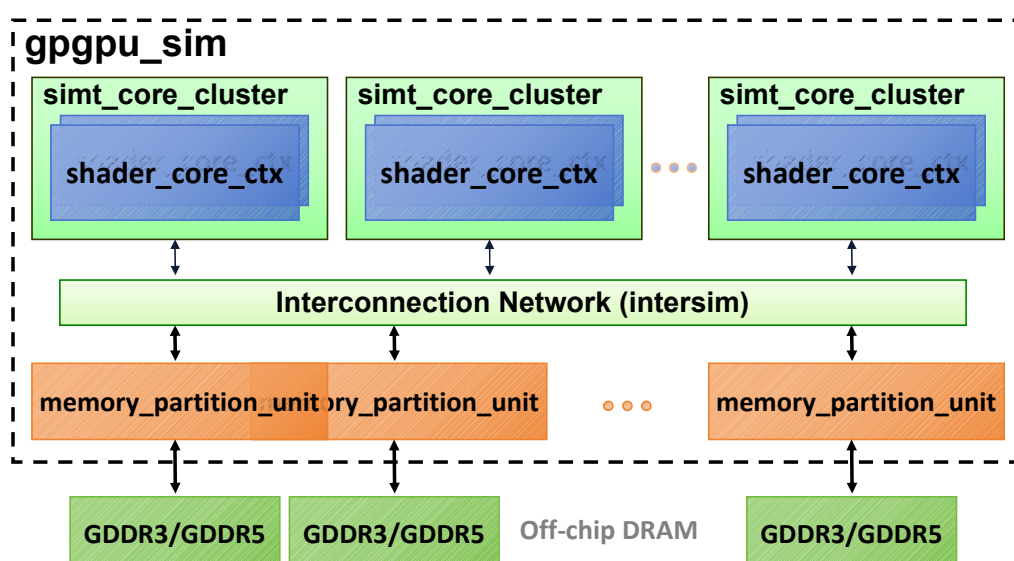 gpgpu_sim
simt_core_cluster simt_core_cluster simt_core_cluster
shader_core_ctx shader_core_ctx shader_core_ctx
Interconnection Network (intersim)
memory_partition_unit ory_partition_unit memory_partition_unit
GDDR3/GDDR5 GDDR3/GDDR5 Off-chip DRAM GDDR3/GDDR5